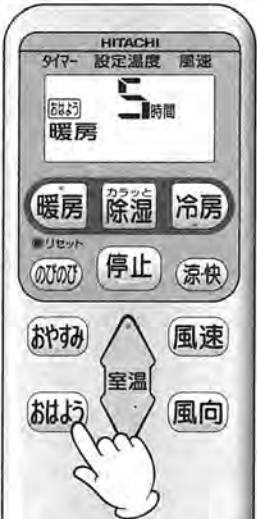 HITACHI
タイマー 設定温度 風速
おはよう 5時間
暖房
暖房 カラッと除湿 冷房
■リセット
のびのび 停止 涼快
おやすみ 風速
室温
おはよう 風向